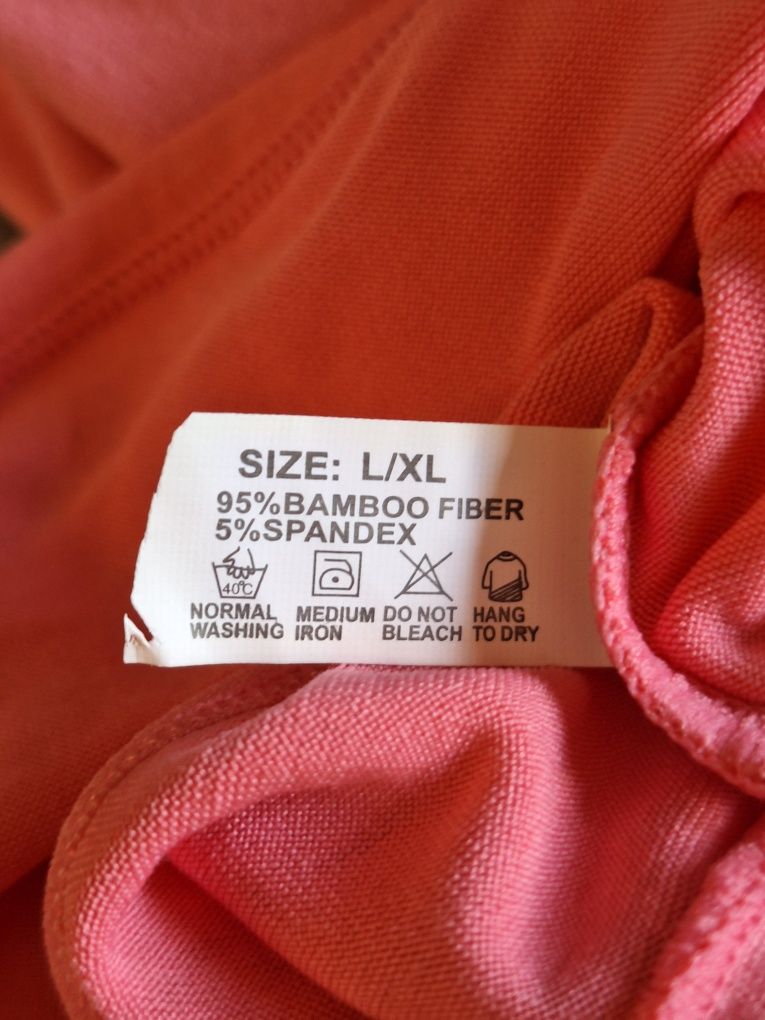 SIZE: L/XL
95%BAMBOO FIBER
5%SPANDEX
40°C
NORMAL WASHING
MEDIUM IRON
DO NOT BLEACH
HANG TO DRY